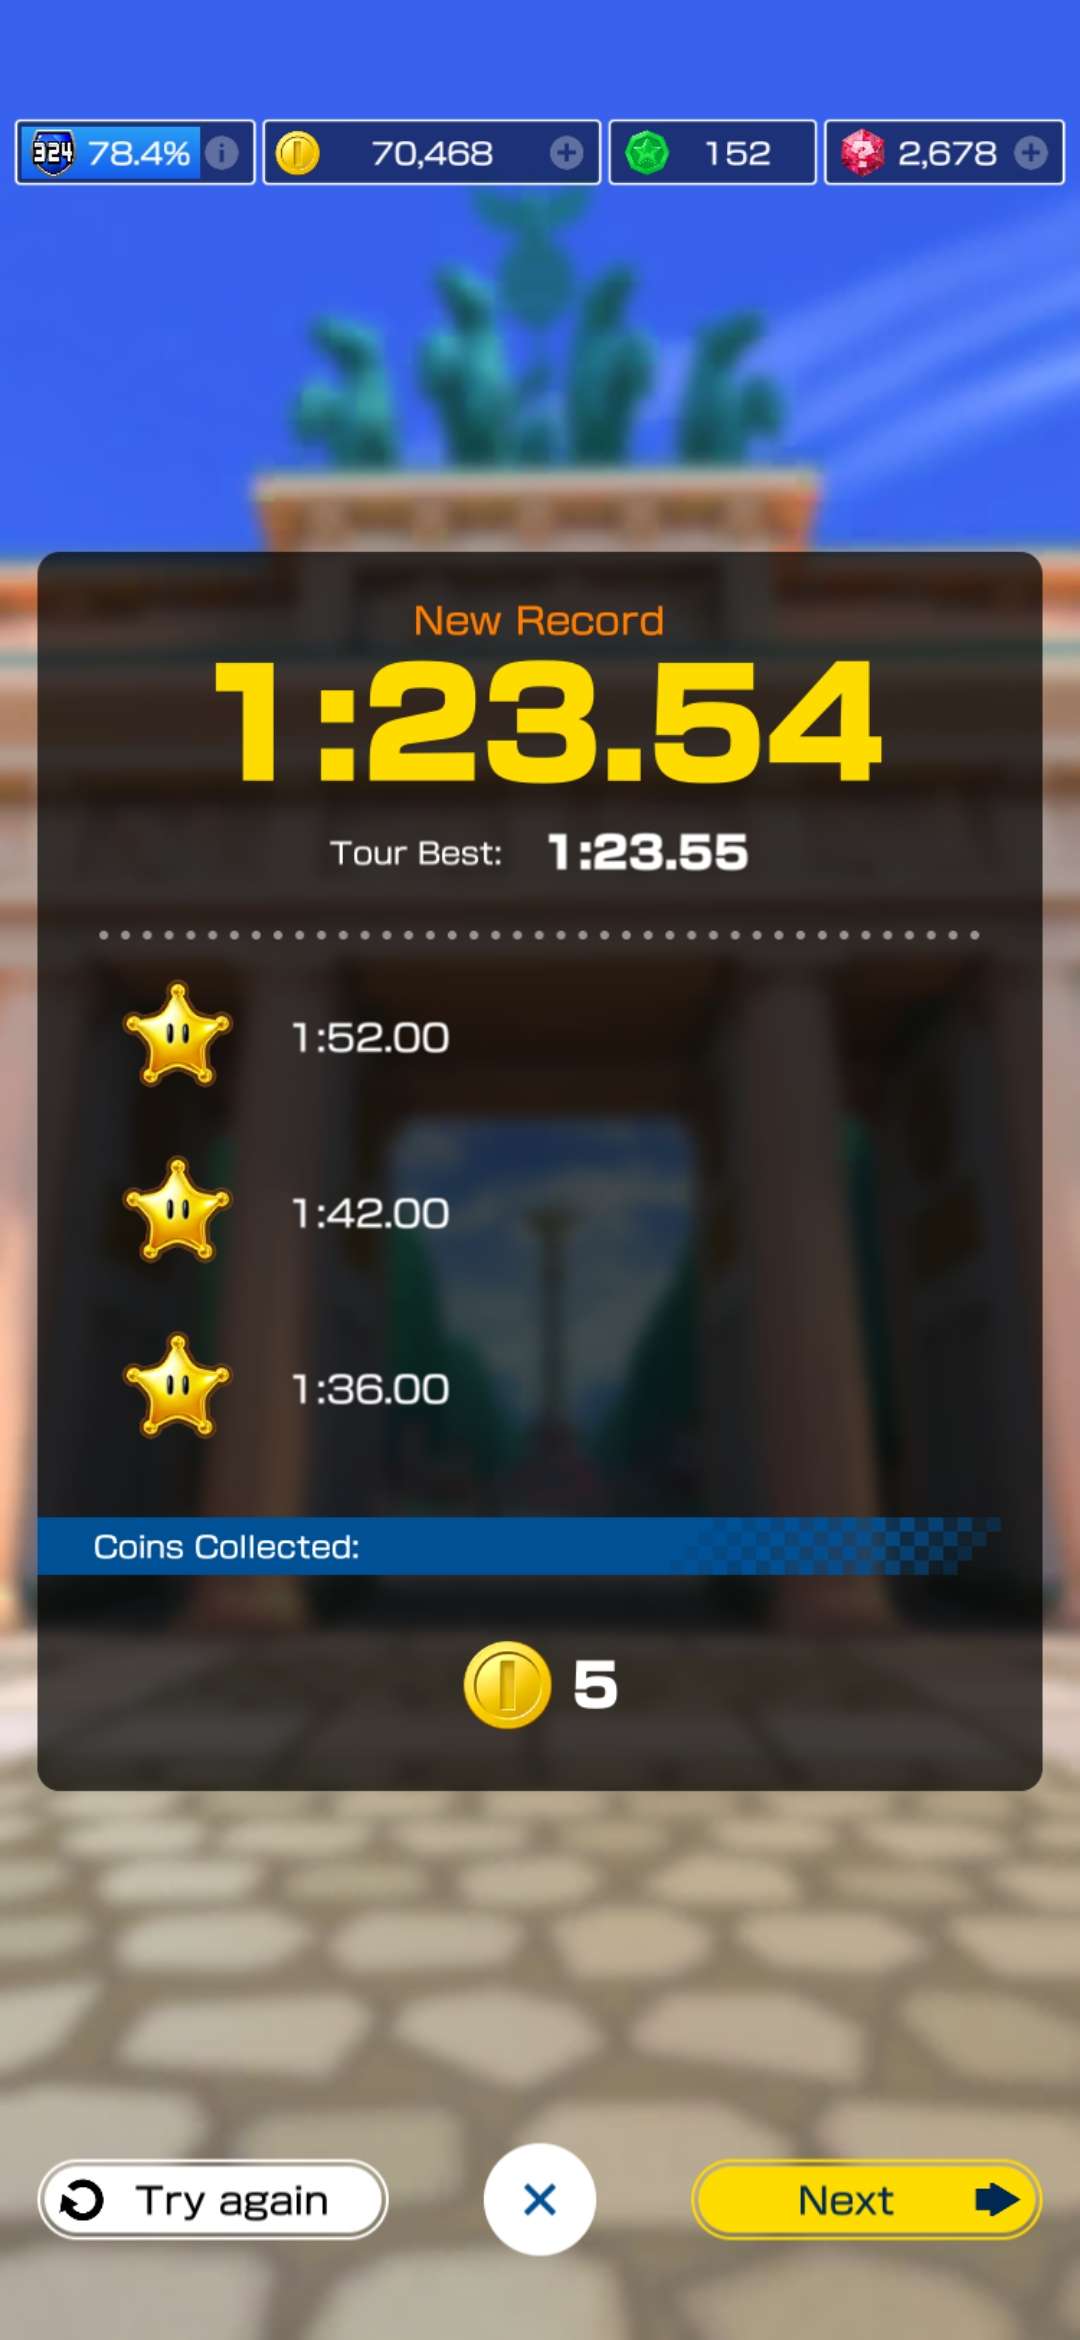 324 78.4% i 70,468 + 152 ? 2,678 +
New Record
1:23.54
Tour Best: 1:23.55
1:52.00
1:42.00
1:36.00
Coins Collected:
5
Try again × Next